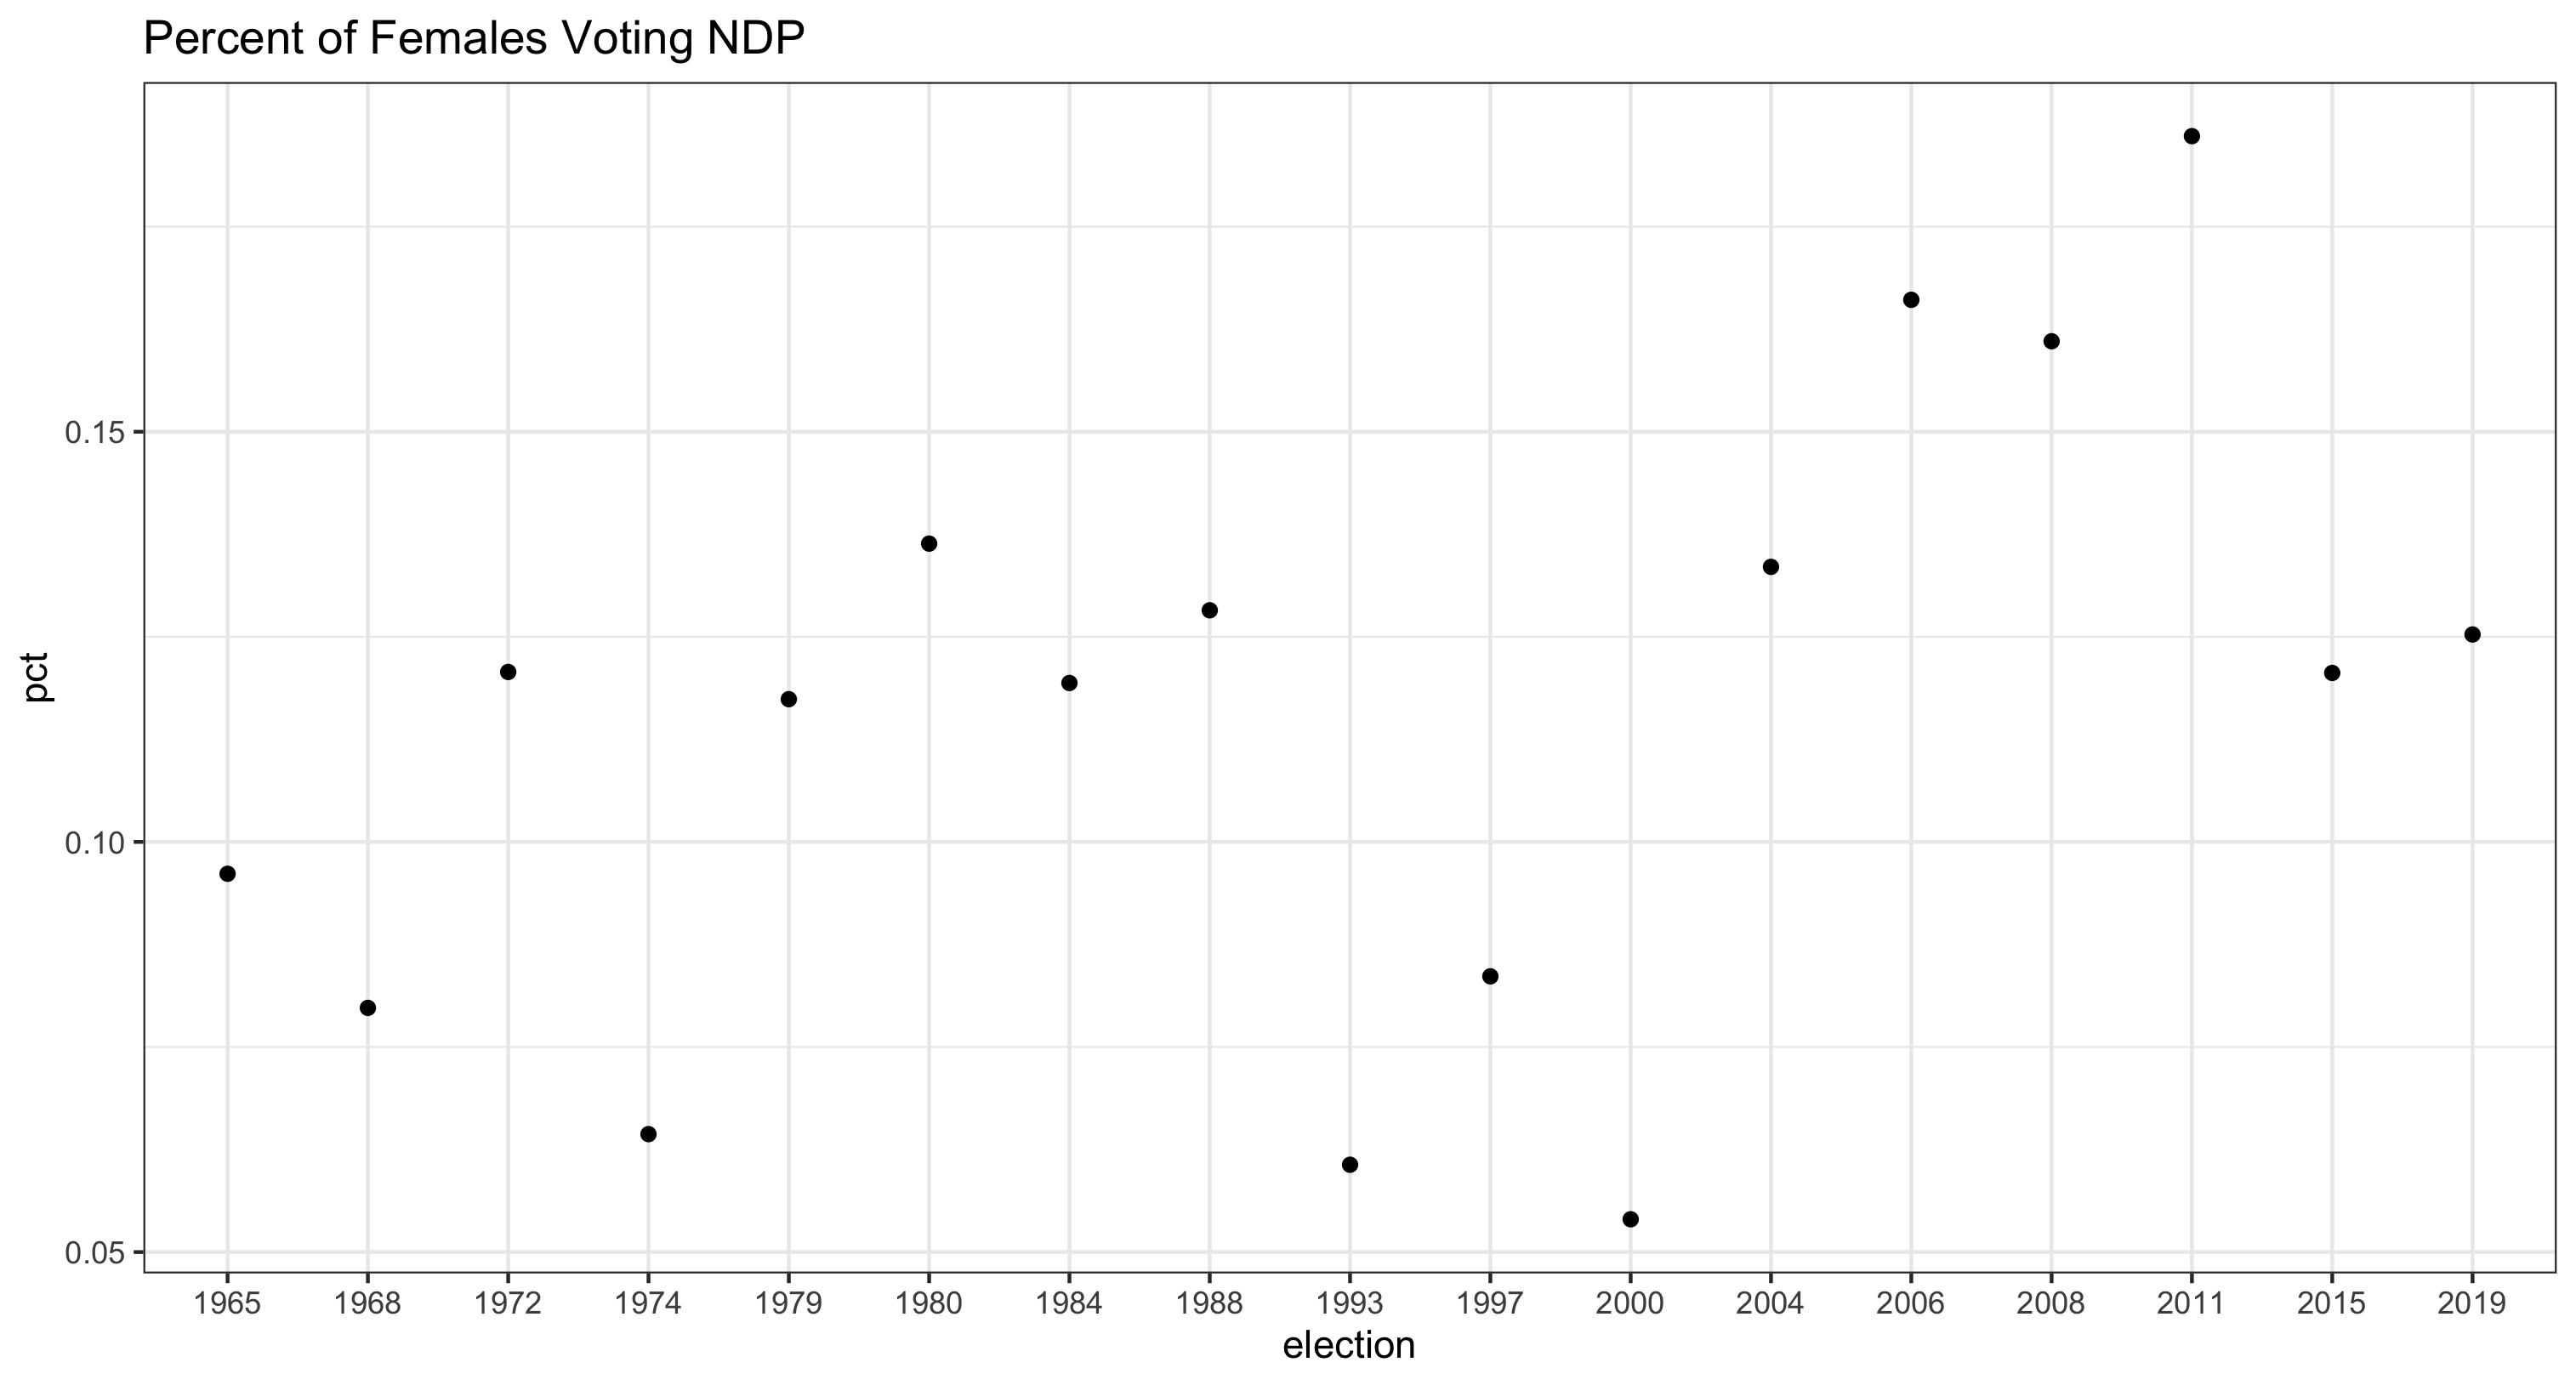 Percent of Females Voting NDP
pct
0.15
0.10
0.05
1965 1968 1972 1974 1979 1980 1984 1988 1993 1997 2000 2004 2006 2008 2011 2015 2019
election